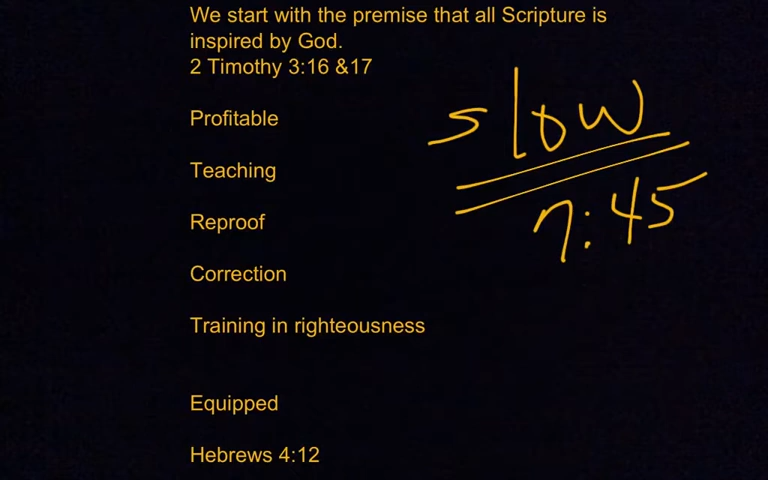 We start with the premise that all Scripture is
inspired by God.
2 Timothy 3:16 &17
Profitable
Teaching
Reproof
Correction
Training in righteousness
Equipped
Hebrews 4:12
slow
7:45